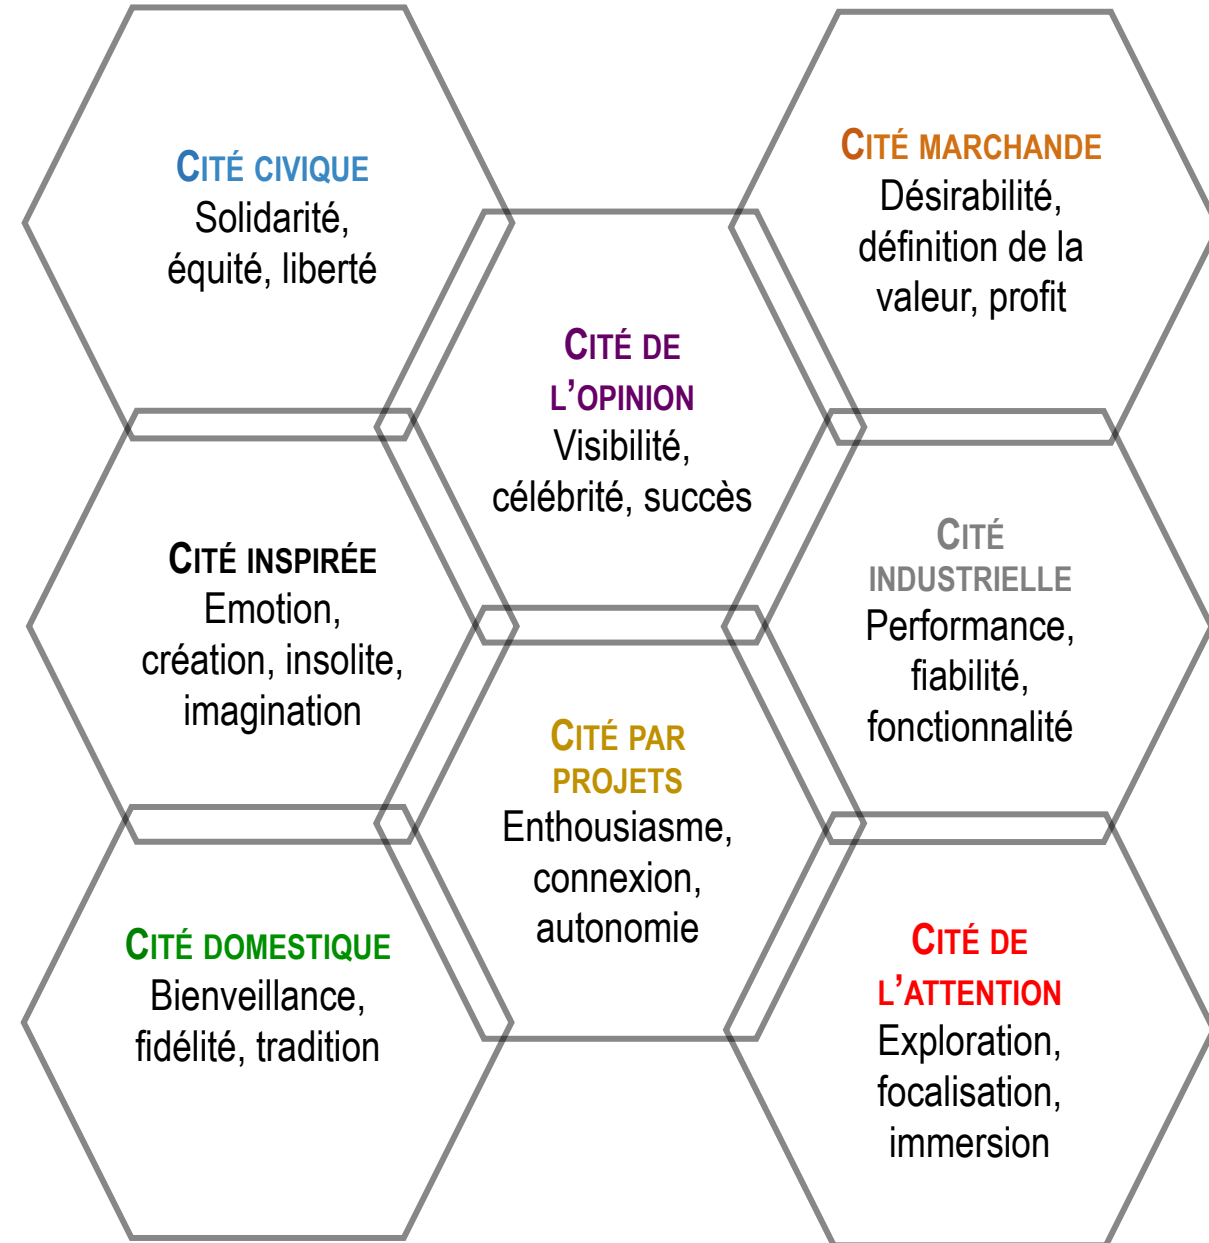 CITÉ CIVIQUE
Solidarité,
équité, liberté
CITÉ MARCHANDE
Désirabilité,
définition de la
valeur, profit
CITÉ DE
L’OPINION
Visibilité,
célébrité, succès
CITÉ INSPIRÉE
Emotion,
création, insolite,
imagination
CITÉ
INDUSTRIELLE
Performance,
fiabilité,
fonctionnalité
CITÉ PAR
PROJETS
Enthousiasme,
connexion,
autonomie
CITÉ DOMESTIQUE
Bienveillance,
fidélité, tradition
CITÉ DE
L’ATTENTION
Exploration,
focalisation,
immersion